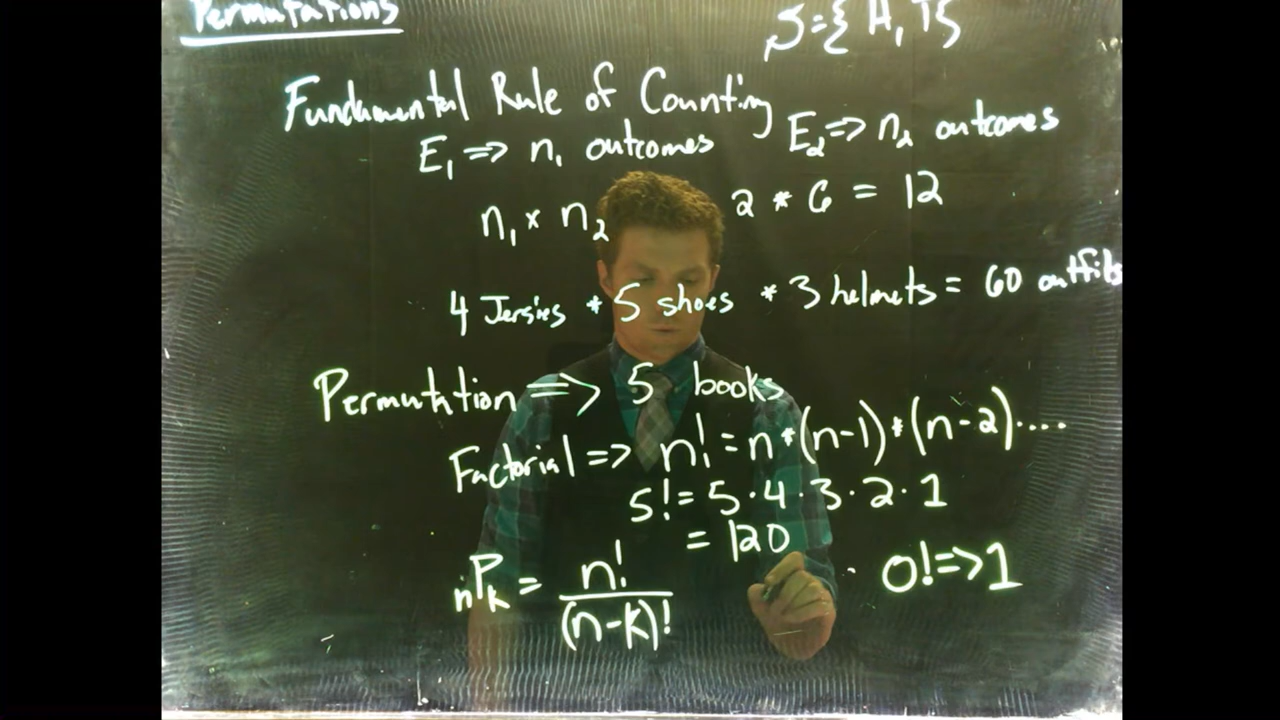 Permutations
S={ H, T}
Fundamental Rule of Counting
E₁ => n₁ outcomes
E₂ => n₂ outcomes
n₁ x n₂
2 * 6 = 12
4 Jersies * 5 shoes * 3 helmets = 60 outfits
Permutation => 5 books
Factorial => n! = n*(n-1)*(n-2)....
5! = 5·4·3·2·1
= 120
nPk = n!/(n-k)!
0! => 1